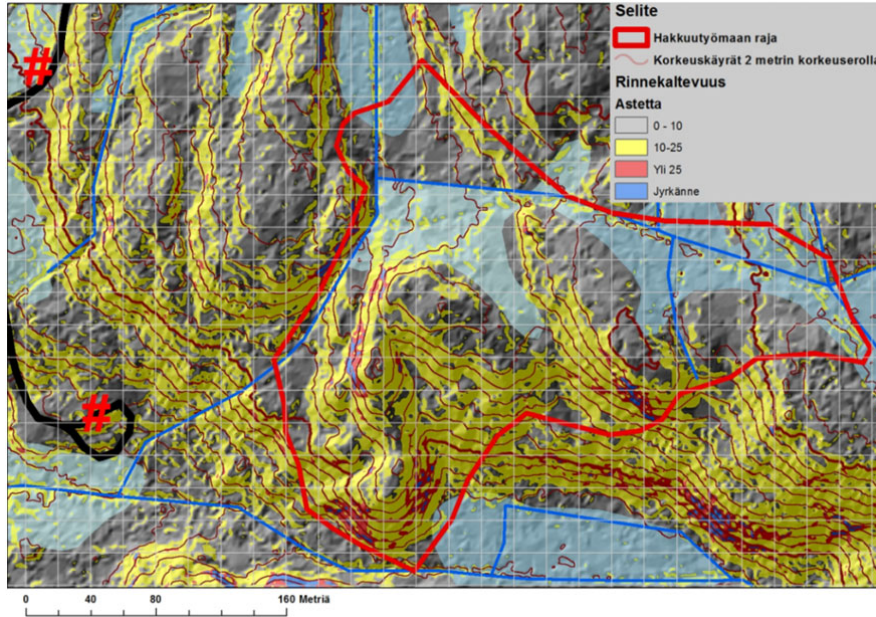 Selite
Hakkuutyömaan raja
Korkeuskäyrät 2 metrin korkeuserolla
Rinnekaltevuus
Astetta
0 - 10
10-25
Yli 25
Jyrkänne
#
#
0 40 80 160 Metriä